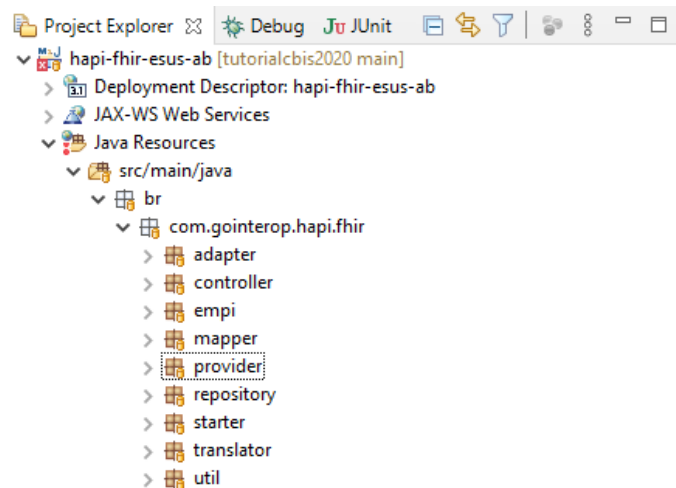 Project Explorer Debug JUnit
hapi-fhir-esus-ab [tutorialcbis2020 main]
Deployment Descriptor: hapi-fhir-esus-ab
JAX-WS Web Services
Java Resources
src/main/java
br
com.gointerop.hapi.fhir
adapter
controller
empi
mapper
provider
repository
starter
translator
util